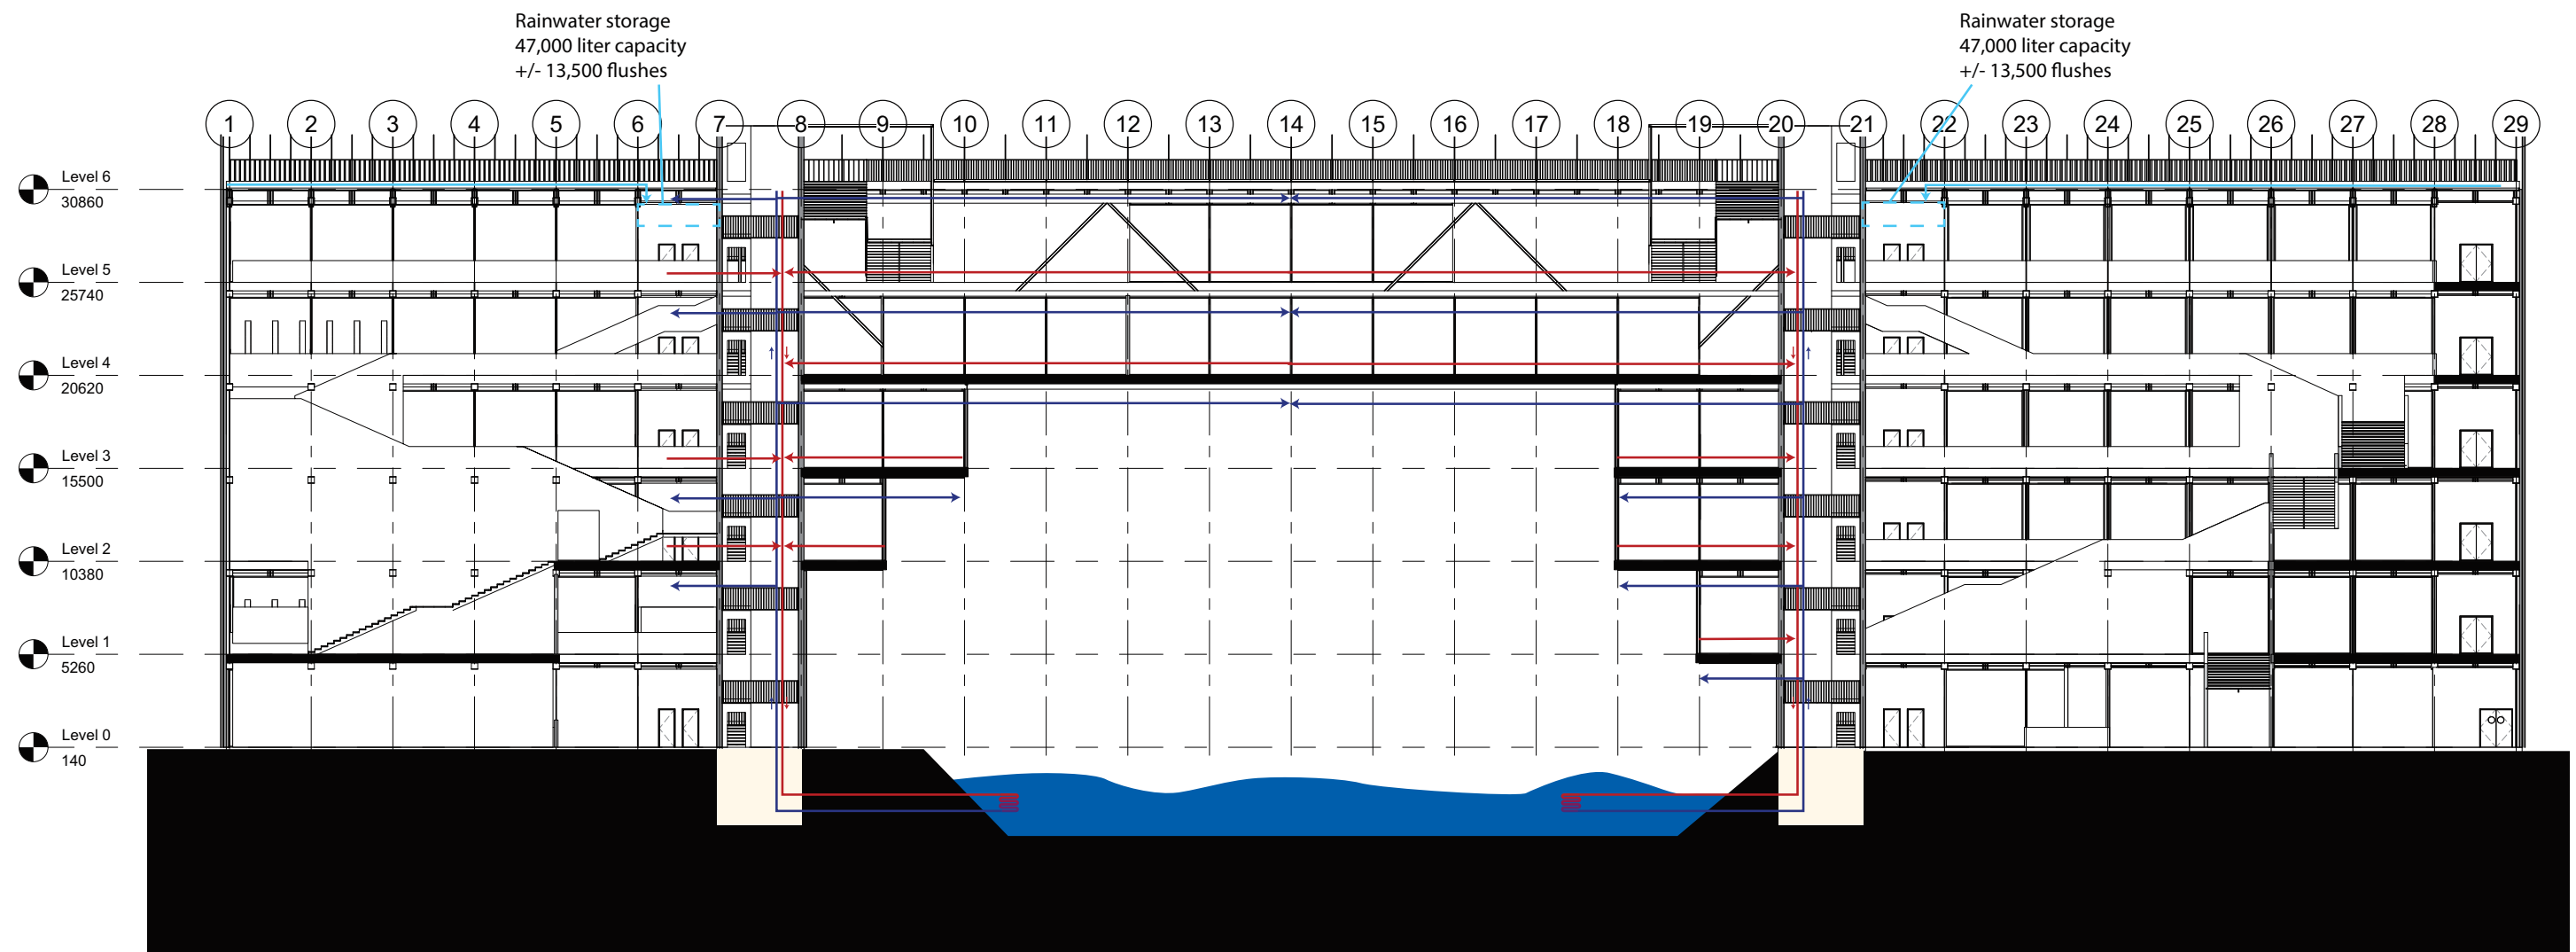 Rainwater storage
47,000 liter capacity
+/- 13,500 flushes
Rainwater storage
47,000 liter capacity
+/- 13,500 flushes
1 2 3 4 5 6 7 8 9 10 11 12 13 14 15 16 17 18 19 20 21 22 23 24 25 26 27 28 29
Level 6
30860
Level 5
25740
Level 4
20620
Level 3
15500
Level 2
10380
Level 1
5260
Level 0
140